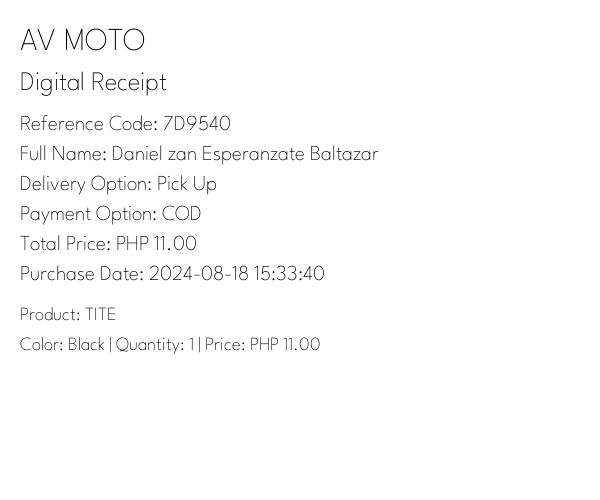 AV MOTO
Digital Receipt
Reference Code: 7D9540
Full Name: Daniel zan Esperanzate Baltazar
Delivery Option: Pick Up
Payment Option: COD
Total Price: PHP 11.00
Purchase Date: 2024-08-18 15:33:40
Product: TITE
Color: Black | Quantity: 1 | Price: PHP 11.00